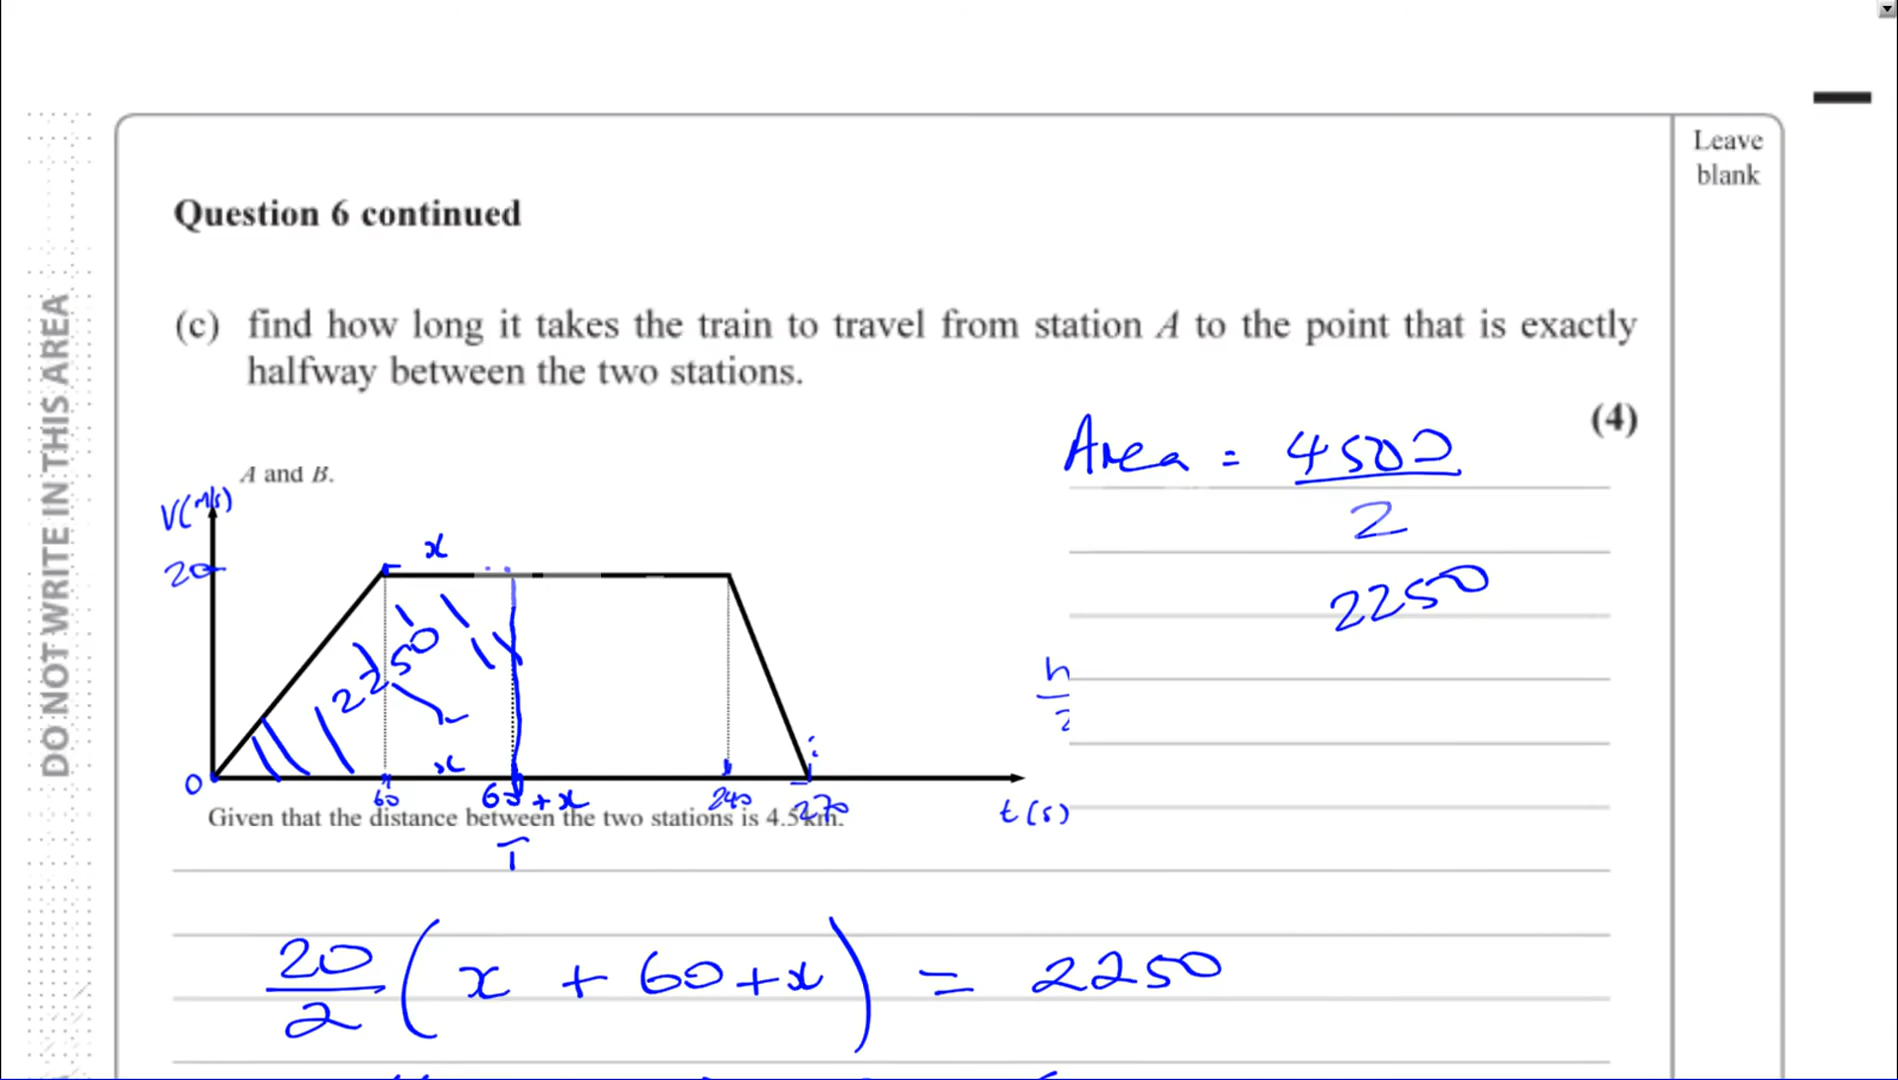 Leave
blank
DO NOT WRITE IN THIS AREA
Question 6 continued
(c) find how long it takes the train to travel from station A to the point that is exactly
halfway between the two stations.
(4)
Area = 4500
2
2250
A and B.
V(m/s)
20
x
2250
h
2
x
0
60
60+x
240
270
t(s)
Given that the distance between the two stations is 4.5 km.
T
20
2
(x + 60+x) = 2250